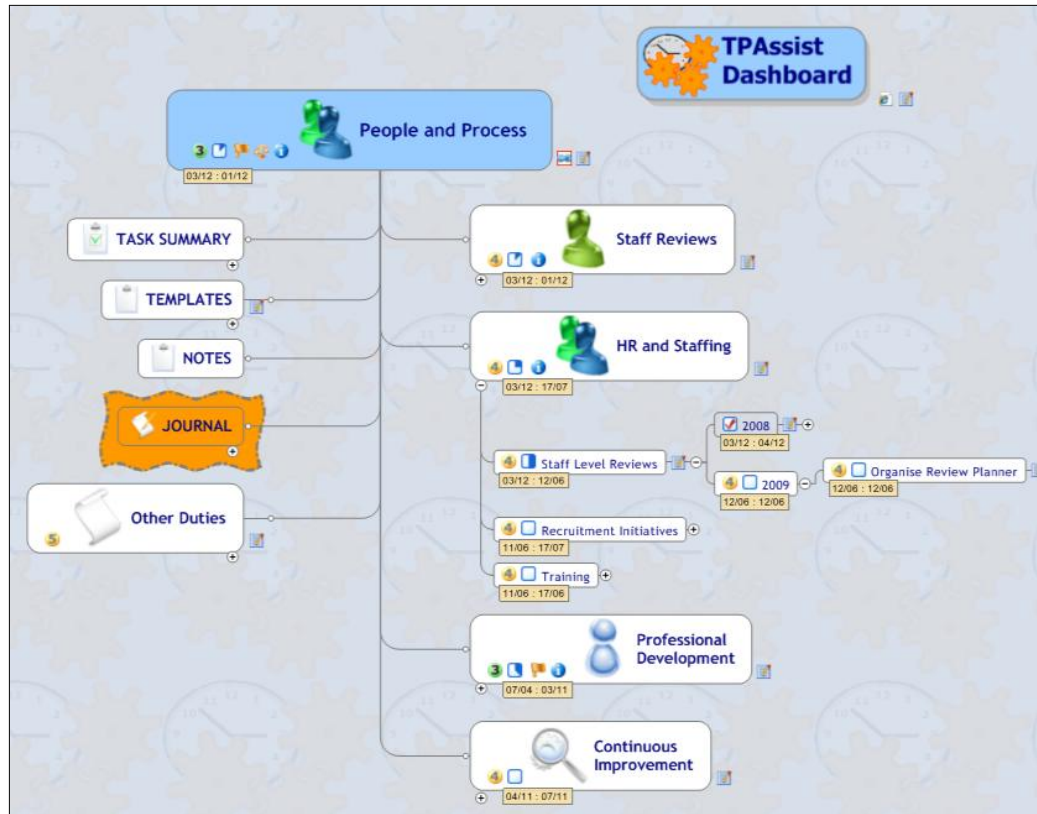 TPAssist
Dashboard
People and Process
3
03/12 : 01/12
TASK SUMMARY
TEMPLATES
NOTES
JOURNAL
Other Duties
5
Staff Reviews
4
03/12 : 01/12
HR and Staffing
4
03/12 : 17/07
4 Staff Level Reviews
03/12 : 12/06
2008
03/12 : 04/12
4 2009
12/06 : 12/06
4 Organise Review Planner
12/06 : 12/06
4 Recruitment Initiatives
11/06 : 17/07
4 Training
11/06 : 17/06
Professional
Development
3
07/04 : 03/11
Continuous
Improvement
4
04/11 : 07/11